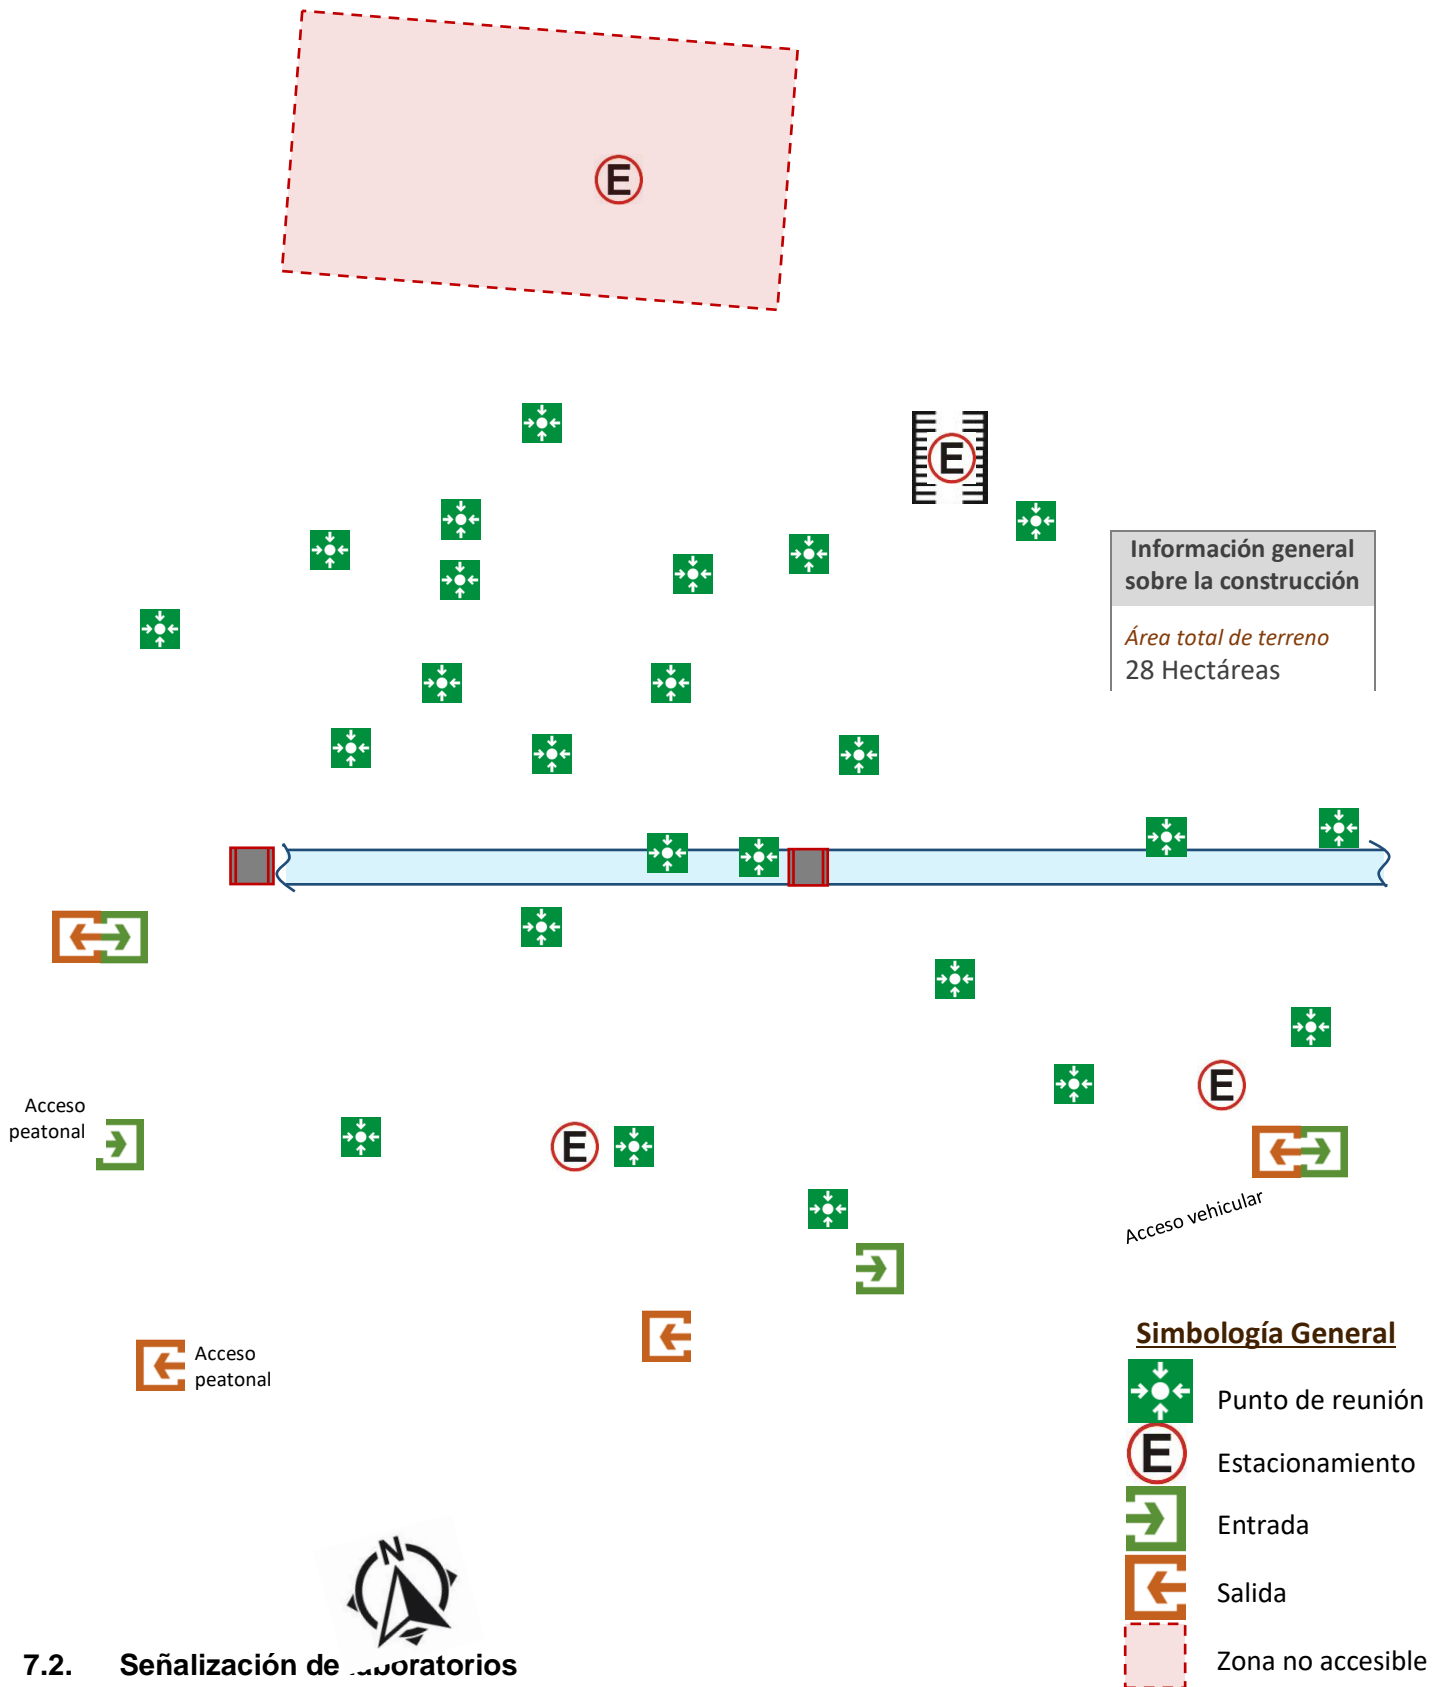 E
E
Información general
sobre la construcción
Área total de terreno
28 Hectáreas
Acceso
peatonal
E
E
Acceso vehicular
Acceso
peatonal
Simbología General
Punto de reunión
E
Estacionamiento
Entrada
Salida
Zona no accesible
N
7.2. Señalización de